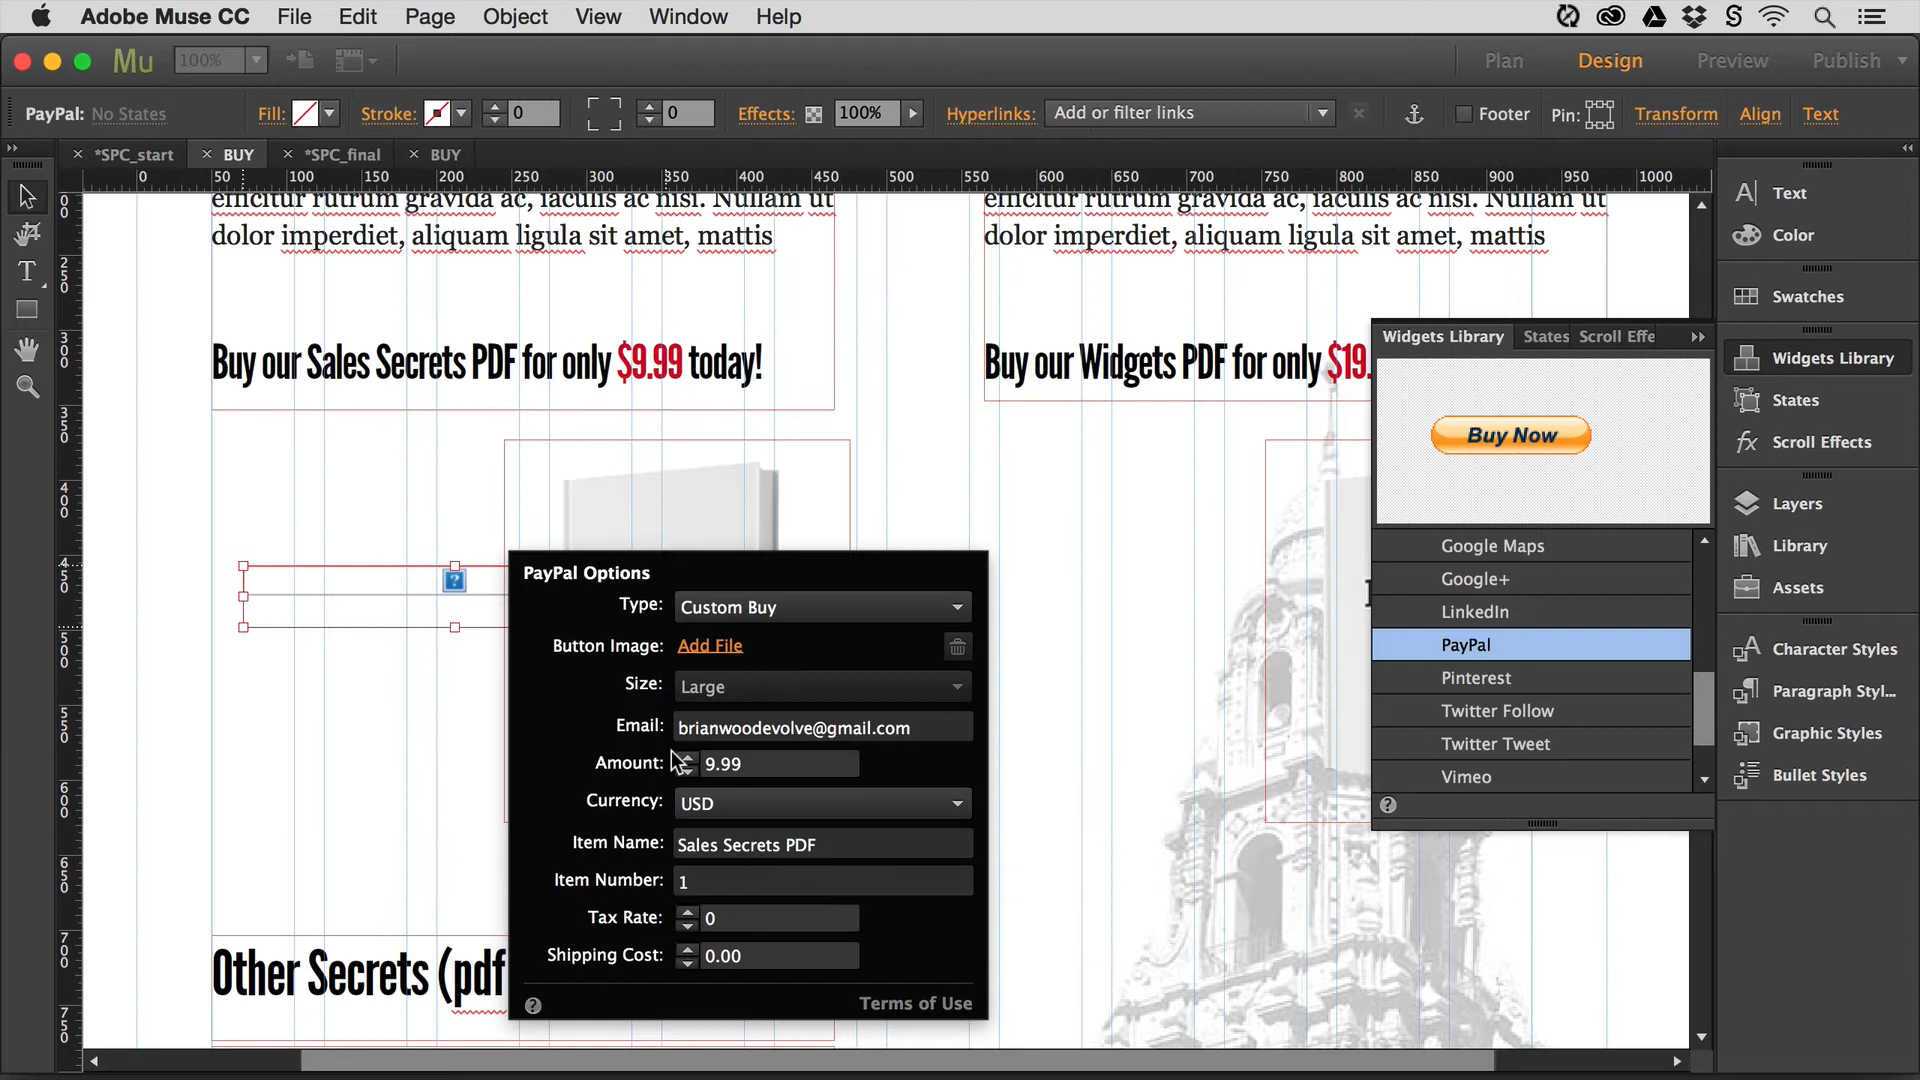 Adobe Muse CC File Edit Page Object View Window Help
Mu 100% Plan Design Preview Publish
PayPal: No States Fill: Stroke: 0 0 Effects: 100% Hyperlinks: Add or filter links Footer Pin: Transform Align Text
*SPC_start BUY *SPC_final BUY
0 50 100 150 200 250 300 350 400 450 500 550 600 650 700 750 800 850 900 950 1000
efficitur rutrum gravida ac, iaculis ac nisi. Nullam ut
dolor imperdiet, aliquam ligula sit amet, mattis
Buy our Sales Secrets PDF for only $9.99 today!
efficitur rutrum gravida ac, iaculis ac nisi. Nullam ut
dolor imperdiet, aliquam ligula sit amet, mattis
Buy our Widgets PDF for only $19.
Other Secrets (pdf
PayPal Options
Type: Custom Buy
Button Image: Add File
Size: Large
Email: brianwoodevolve@gmail.com
Amount: 9.99
Currency: USD
Item Name: Sales Secrets PDF
Item Number: 1
Tax Rate: 0
Shipping Cost: 0.00
? Terms of Use
Widgets Library States Scroll Effe
Buy Now
Google Maps
Google+
LinkedIn
PayPal
Pinterest
Twitter Follow
Twitter Tweet
Vimeo
?
Text
Color
Swatches
Widgets Library
States
Scroll Effects
Layers
Library
Assets
Character Styles
Paragraph Styl...
Graphic Styles
Bullet Styles